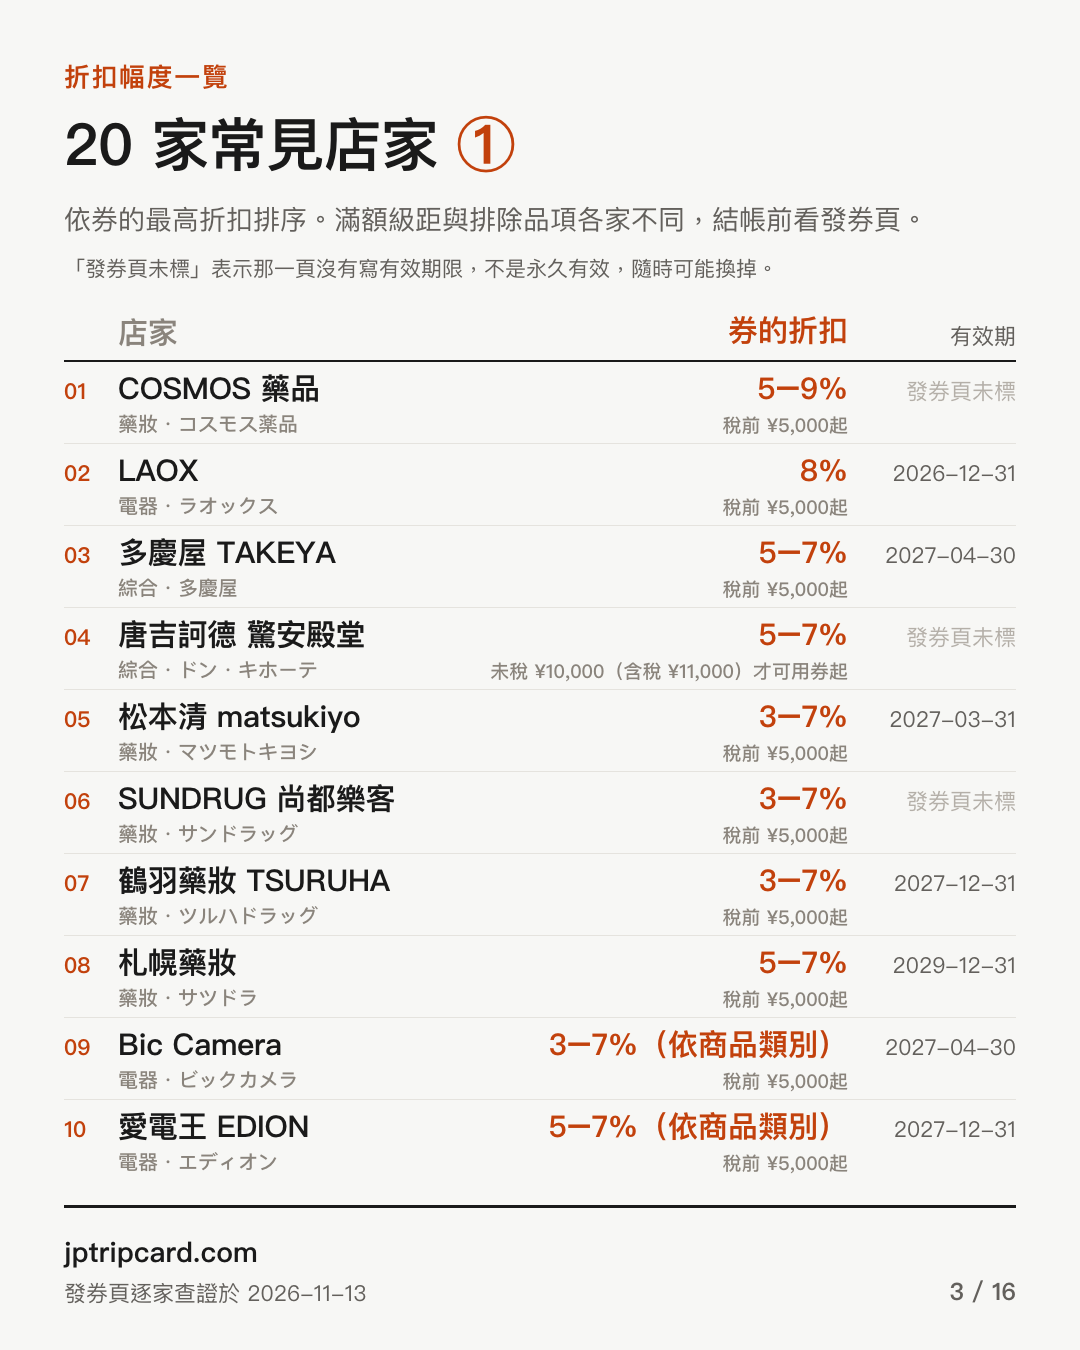 折扣幅度一覽
20 家常見店家 ①
依券的最高折扣排序。滿額級距與排除品項各家不同，結帳前看發券頁。
「發券頁未標」表示那一頁沒有寫有效期限，不是永久有效，隨時可能換掉。
店家 券的折扣 有效期
01 COSMOS 藥品 5–9% 發券頁未標
藥妝 · コスモス薬品 稅前 ¥5,000起
02 LAOX 8% 2026–12–31
電器 · ラオックス 稅前 ¥5,000起
03 多慶屋 TAKEYA 5–7% 2027–04–30
綜合 · 多慶屋 稅前 ¥5,000起
04 唐吉訶德 驚安殿堂 5–7% 發券頁未標
綜合 · ドン · キホーテ 未稅 ¥10,000（含稅 ¥11,000）才可用券起
05 松本清 matsukiyo 3–7% 2027–03–31
藥妝 · マツモトキヨシ 稅前 ¥5,000起
06 SUNDRUG 尚都樂客 3–7% 發券頁未標
藥妝 · サンドラッグ 稅前 ¥5,000起
07 鶴羽藥妝 TSURUHA 3–7% 2027–12–31
藥妝 · ツルハドラッグ 稅前 ¥5,000起
08 札幌藥妝 5–7% 2029–12–31
藥妝 · サツドラ 稅前 ¥5,000起
09 Bic Camera 3–7%（依商品類別） 2027–04–30
電器 · ビックカメラ 稅前 ¥5,000起
10 愛電王 EDION 5–7%（依商品類別） 2027–12–31
電器 · エディオン 稅前 ¥5,000起
jptripcard.com
發券頁逐家查證於 2026–11–13 3 / 16